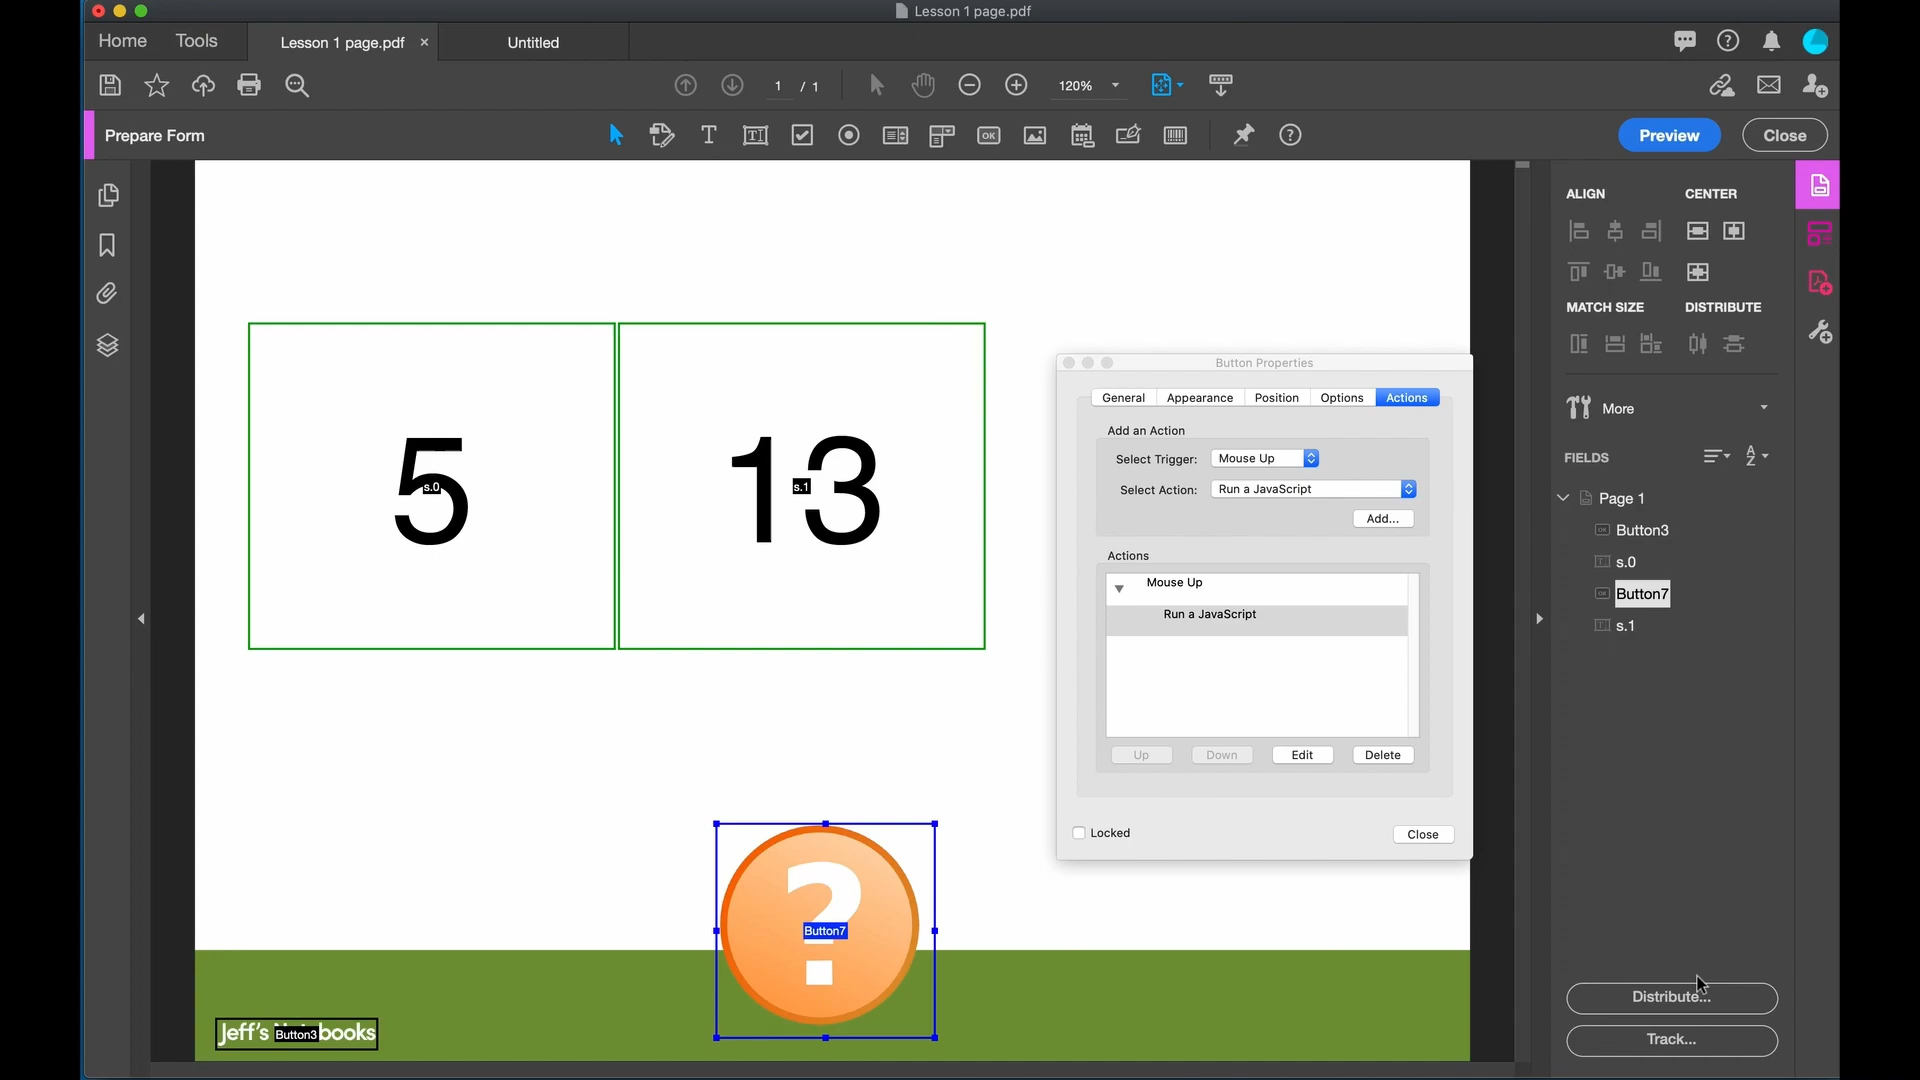 Lesson 1 page.pdf
Home Tools Lesson 1 page.pdf × Untitled
1 / 1 120%
Prepare Form
T T OK
Preview Close
ALIGN CENTER
MATCH SIZE DISTRIBUTE
More
FIELDS
Page 1
Button3
s.0
Button7
s.1
5
s.0
13
s.1
Button Properties
General Appearance Position Options Actions
Add an Action
Select Trigger: Mouse Up
Select Action: Run a JavaScript
Add...
Actions
Mouse Up
Run a JavaScript
Up Down Edit Delete
Locked Close
?
Button7
Jeff's books
Button3
Distribute...
Track...